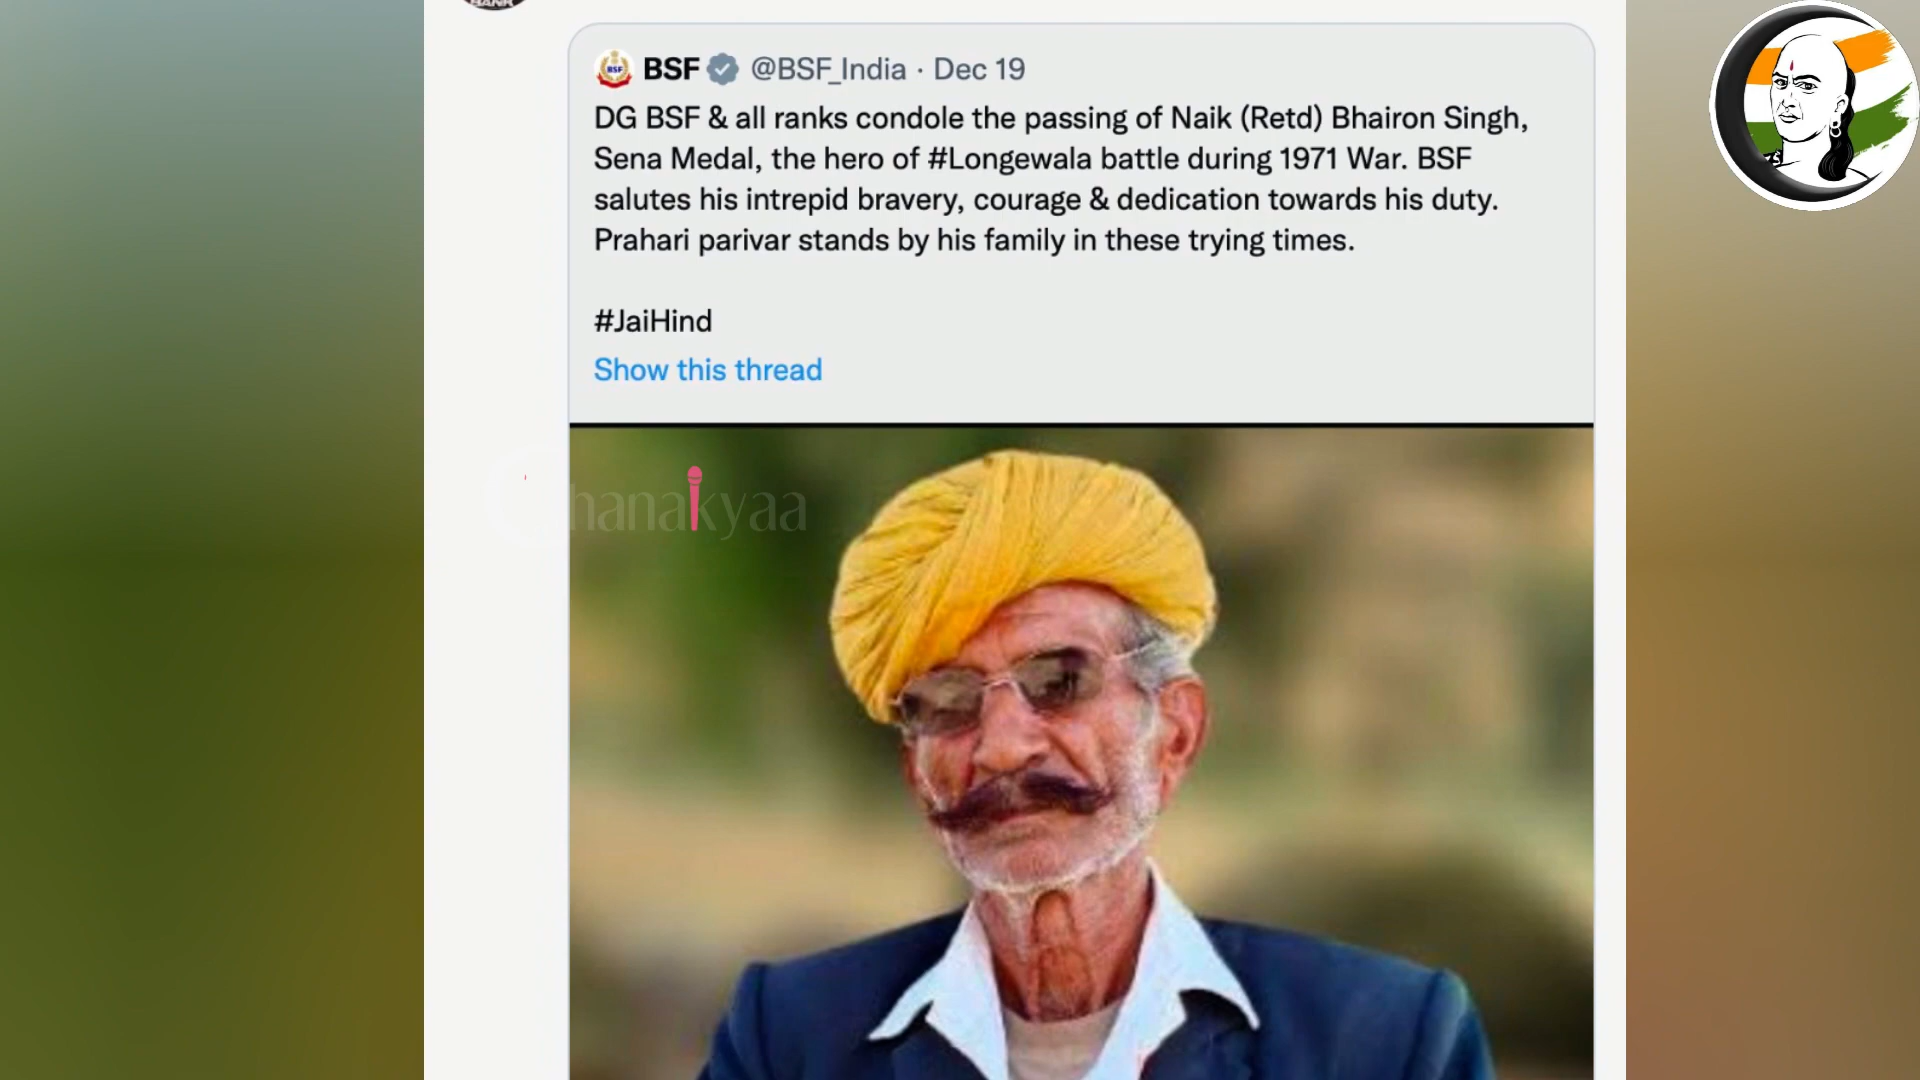 BSF @BSF_India · Dec 19
DG BSF & all ranks condole the passing of Naik (Retd) Bhairon Singh,
Sena Medal, the hero of #Longewala battle during 1971 War. BSF
salutes his intrepid bravery, courage & dedication towards his duty.
Prahari parivar stands by his family in these trying times.
#JaiHind
Show this thread
hanakyaa